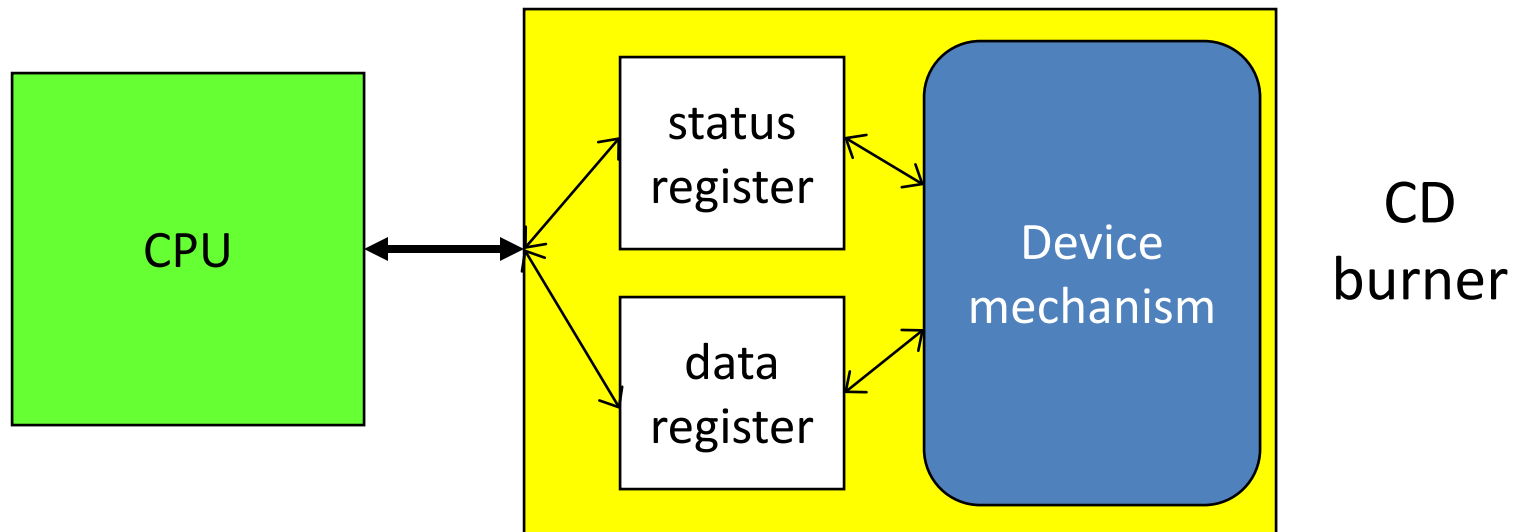 CPU
status
register
data
register
Device
mechanism
CD
burner